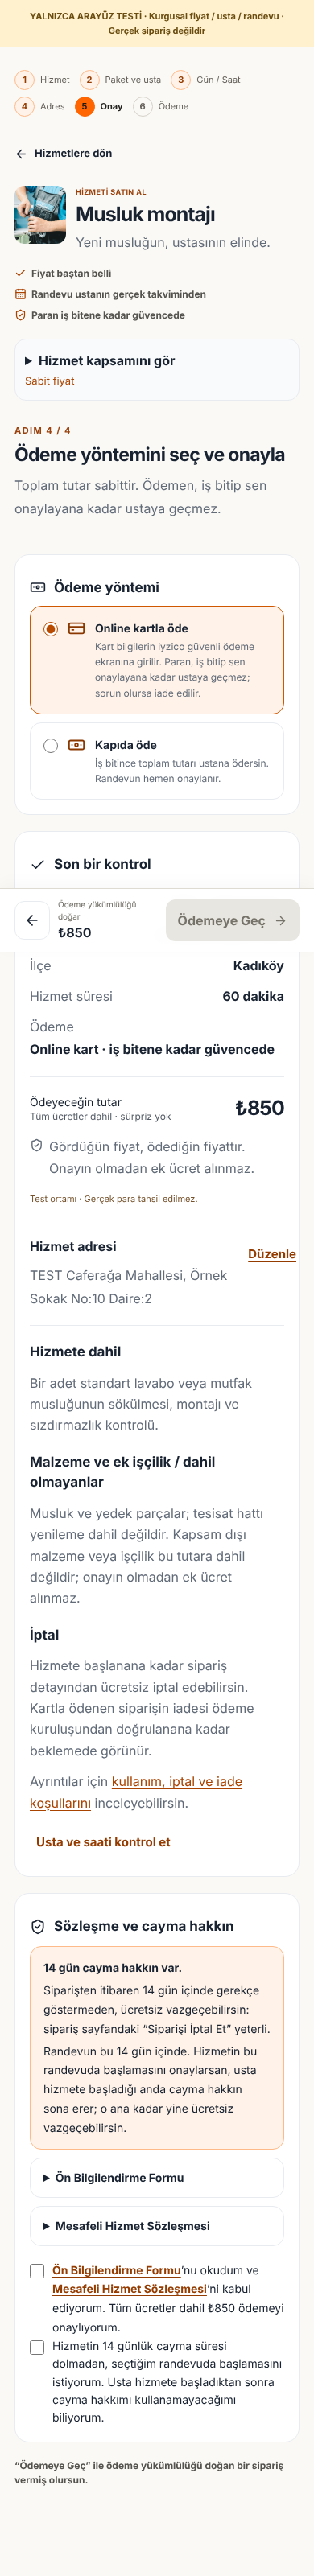 YALNIZCA ARAYÜZ TESTİ · Kurgusal fiyat / usta / randevu ·
Gerçek sipariş değildir
1 Hizmet 2 Paket ve usta 3 Gün / Saat
4 Adres 5 Onay 6 Ödeme
Hizmetlere dön
HİZMETİ SATIN AL
Musluk montajı
Yeni musluğun, ustasının elinde.
Fiyat baştan belli
Randevu ustanın gerçek takviminden
Paran iş bitene kadar güvencede
Hizmet kapsamını gör
Sabit fiyat
ADIM 4 / 4
Ödeme yöntemini seç ve onayla
Toplam tutar sabittir. Ödemen, iş bitip sen
onaylayana kadar ustaya geçmez.
Ödeme yöntemi
Online kartla öde
Kart bilgilerin iyzico güvenli ödeme
ekranına girilir. Paran, iş bitip sen
onaylayana kadar ustaya geçmez;
sorun olursa iade edilir.
Kapıda öde
İş bitince toplam tutarı ustana ödersin.
Randevun hemen onaylanır.
Son bir kontrol
Ödeme yükümlülüğü
doğar
₺850
Ödemeye Geç
İlçe Kadıköy
Hizmet süresi 60 dakika
Ödeme
Online kart · iş bitene kadar güvencede
Ödeyeceğin tutar ₺850
Tüm ücretler dahil · sürpriz yok
Gördüğün fiyat, ödediğin fiyattır.
Onayın olmadan ek ücret alınmaz.
Test ortamı · Gerçek para tahsil edilmez.
Hizmet adresi Düzenle
TEST Caferağa Mahallesi, Örnek
Sokak No:10 Daire:2
Hizmete dahil
Bir adet standart lavabo veya mutfak
musluğunun sökülmesi, montajı ve
sızdırmazlık kontrolü.
Malzeme ve ek işçilik / dahil
olmayanlar
Musluk ve yedek parçalar; tesisat hattı
yenileme dahil değildir. Kapsam dışı
malzeme veya işçilik bu tutara dahil
değildir; onayın olmadan ek ücret
alınmaz.
İptal
Hizmete başlanana kadar sipariş
detayından ücretsiz iptal edebilirsin.
Kartla ödenen siparişin iadesi ödeme
kuruluşundan doğrulanana kadar
beklemede görünür.
Ayrıntılar için kullanım, iptal ve iade
koşullarını inceleyebilirsin.
Usta ve saati kontrol et
Sözleşme ve cayma hakkın
14 gün cayma hakkın var.
Siparişten itibaren 14 gün içinde gerekçe
göstermeden, ücretsiz vazgeçebilirsin:
sipariş sayfandaki “Siparişi İptal Et” yeterli.
Randevun bu 14 gün içinde. Hizmetin bu
randevuda başlamasını onaylarsan, usta
hizmete başladığı anda cayma hakkın
sona erer; o ana kadar yine ücretsiz
vazgeçebilirsin.
Ön Bilgilendirme Formu
Mesafeli Hizmet Sözleşmesi
Ön Bilgilendirme Formu’nu okudum ve
Mesafeli Hizmet Sözleşmesi’ni kabul
ediyorum. Tüm ücretler dahil ₺850 ödemeyi
onaylıyorum.
Hizmetin 14 günlük cayma süresi
dolmadan, seçtiğim randevuda başlamasını
istiyorum. Usta hizmete başladıktan sonra
cayma hakkımı kullanamayacağımı
biliyorum.
“Ödemeye Geç” ile ödeme yükümlülüğü doğan bir sipariş
vermiş olursun.